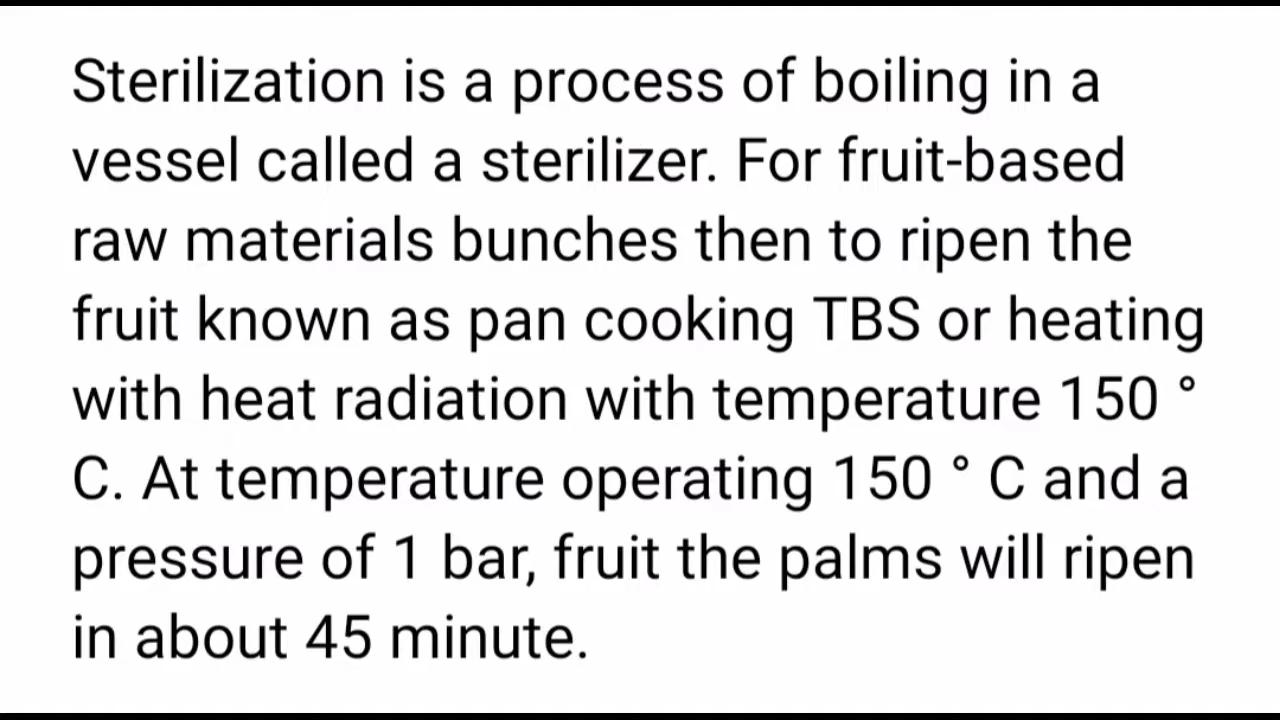 Sterilization is a process of boiling in a
vessel called a sterilizer. For fruit-based
raw materials bunches then to ripen the
fruit known as pan cooking TBS or heating
with heat radiation with temperature 150 °
C. At temperature operating 150 ° C and a
pressure of 1 bar, fruit the palms will ripen
in about 45 minute.